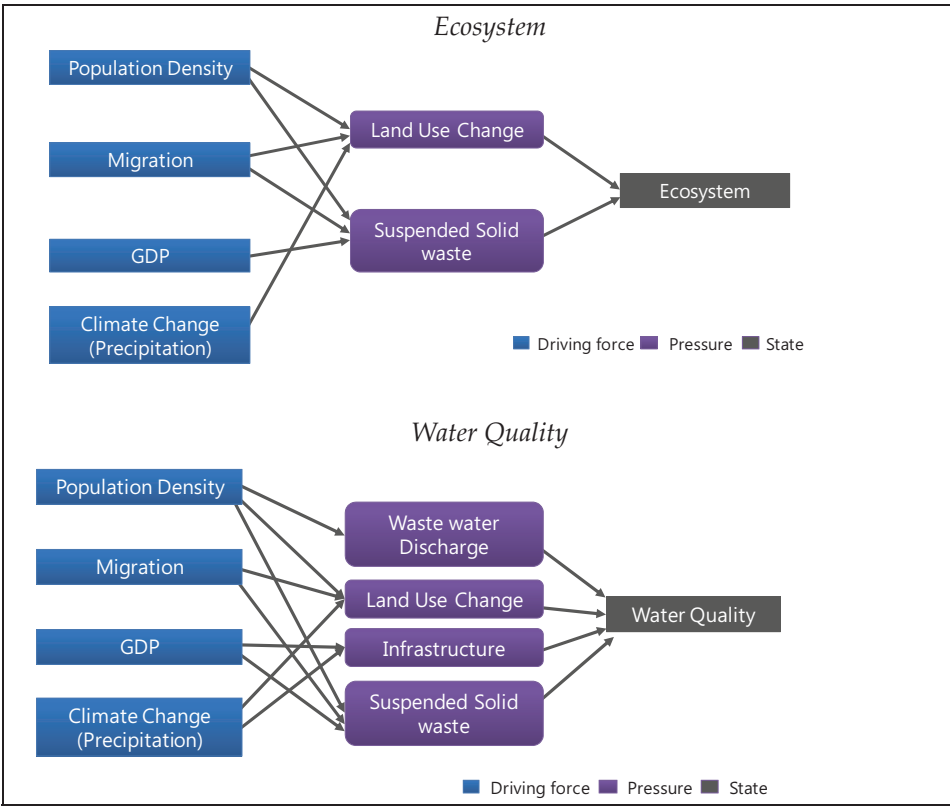 Ecosystem
Population Density
Land Use Change
Migration
Ecosystem
Suspended Solid
waste
GDP
Climate Change
(Precipitation)
Driving force
Pressure
State
Water Quality
Population Density
Waste water
Discharge
Migration
Land Use Change
Water Quality
GDP
Infrastructure
Suspended Solid
waste
Climate Change
(Precipitation)
Driving force
Pressure
State